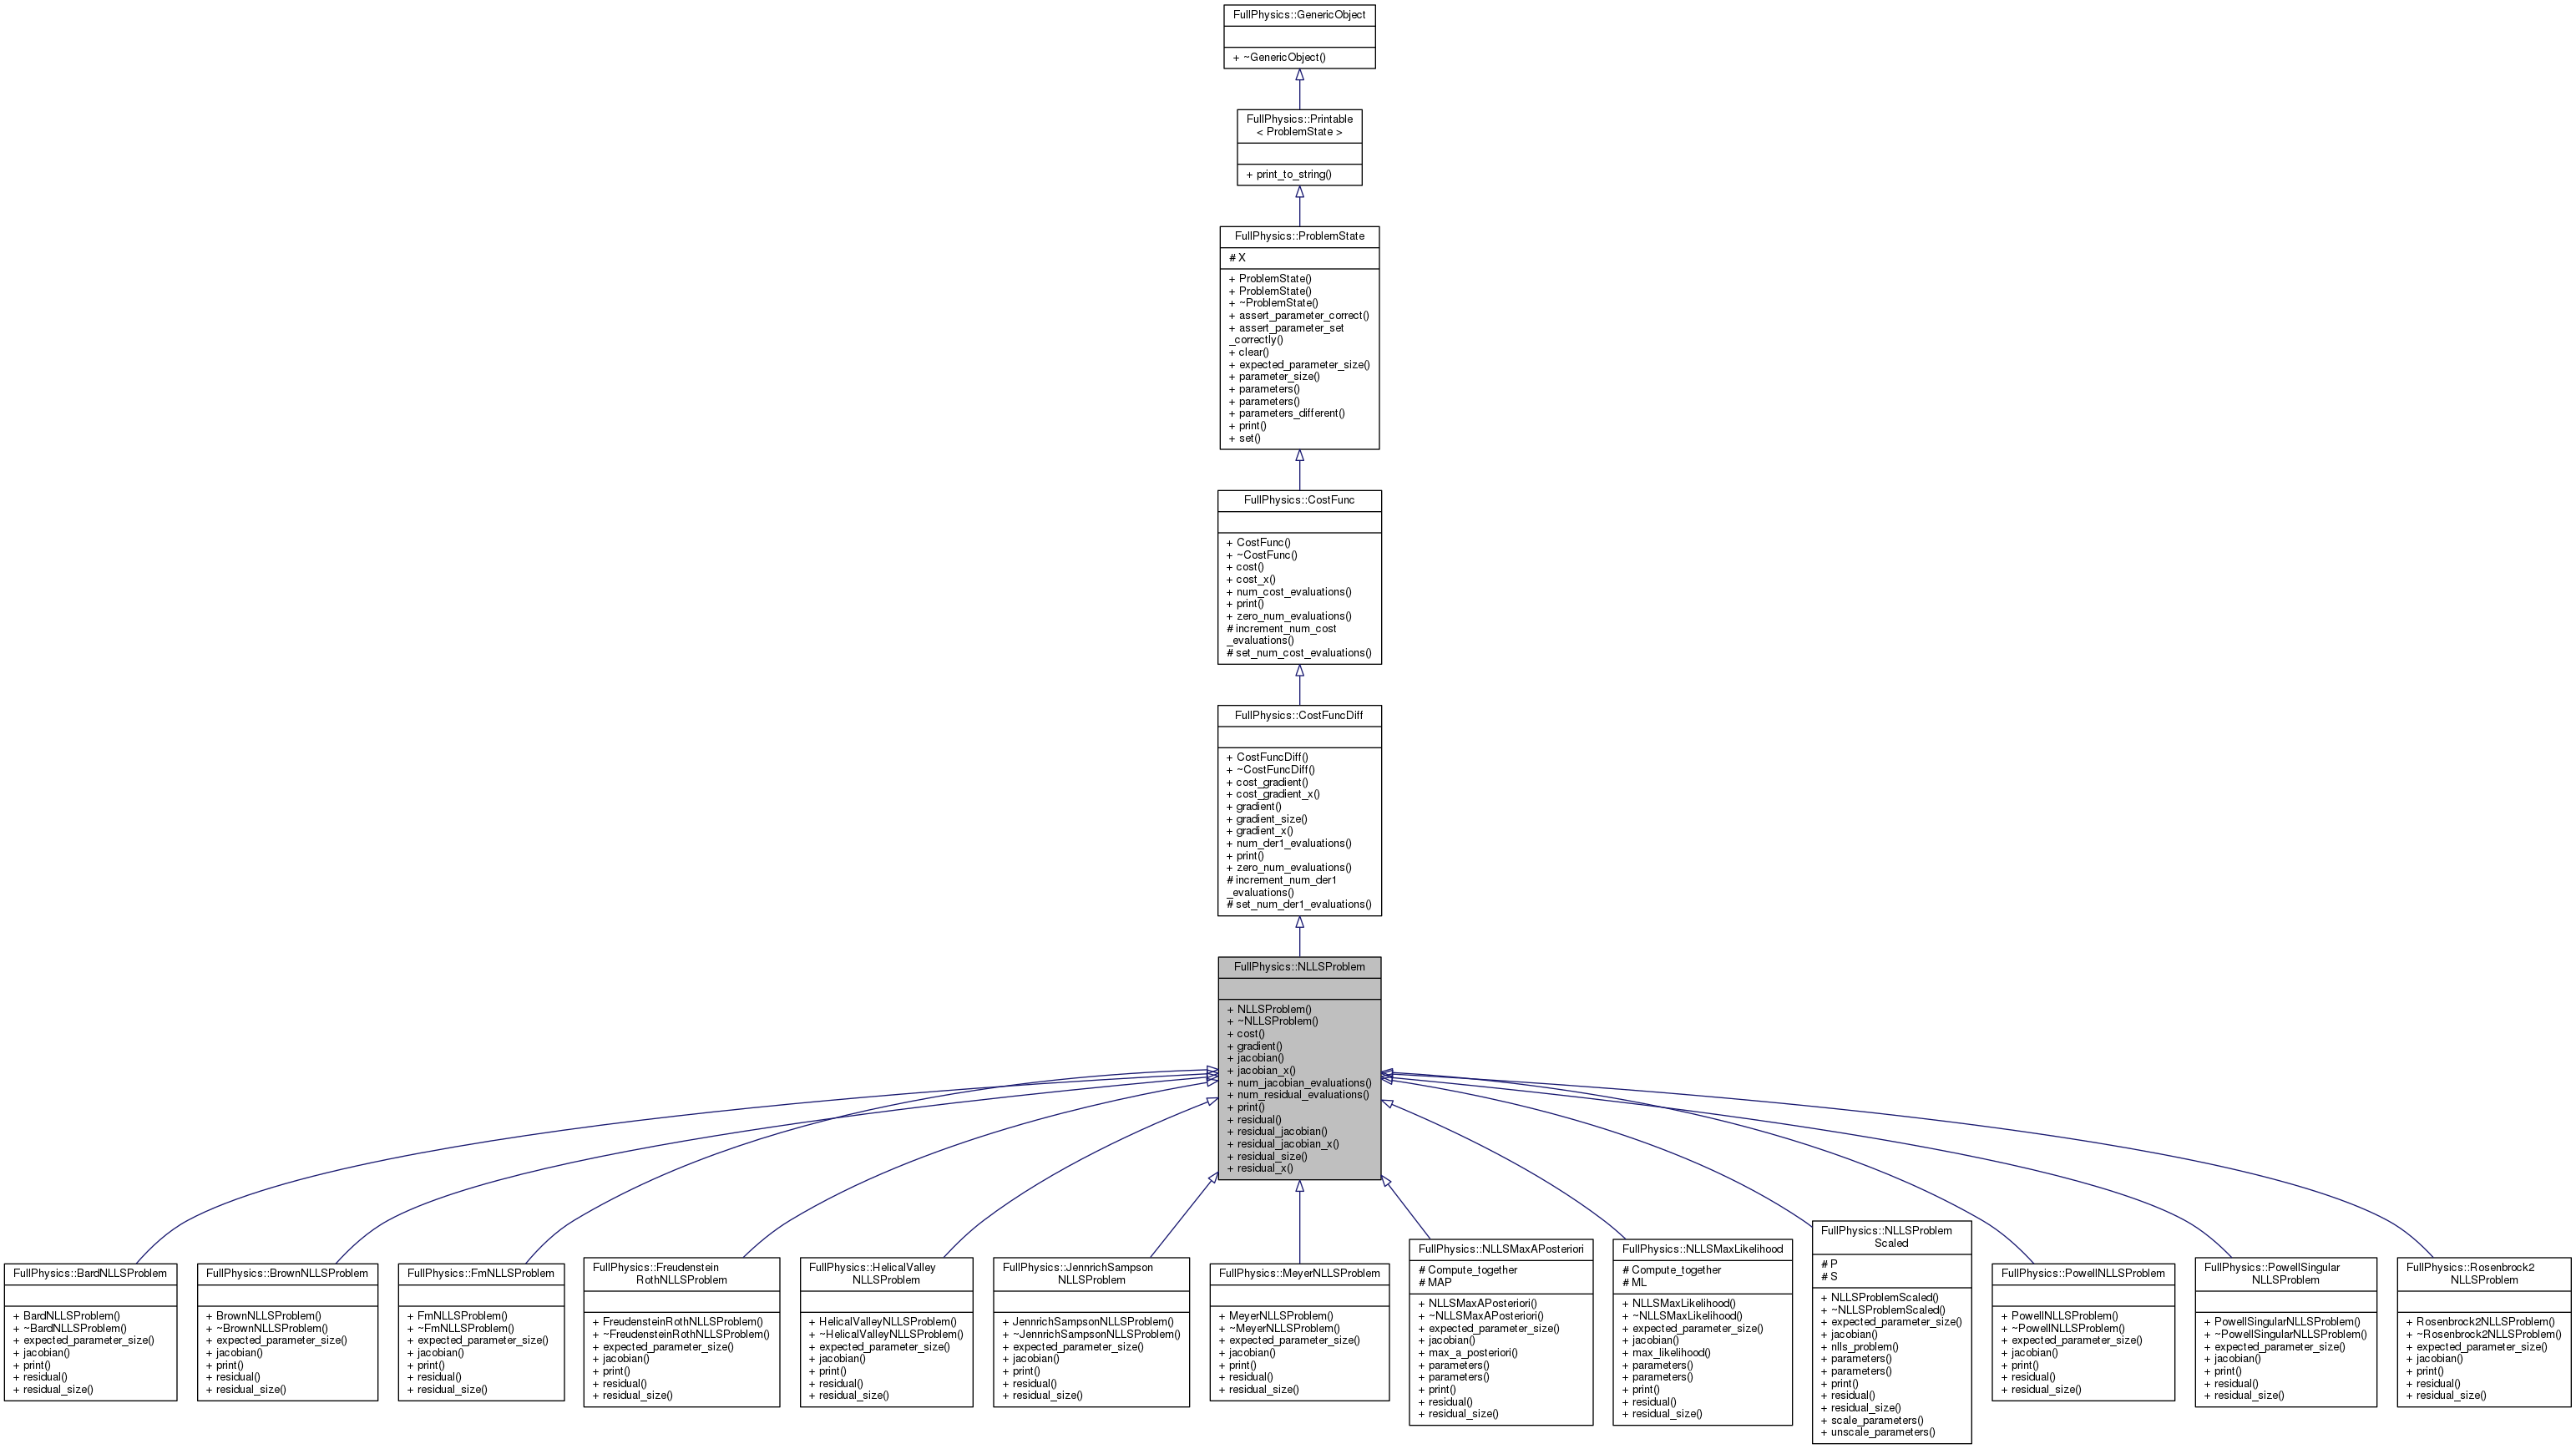 FullPhysics::GenericObject
+ ~GenericObject()
FullPhysics::Printable
< ProblemState >
+ print_to_string()
FullPhysics::ProblemState
# X
+ ProblemState()
+ ProblemState()
+ ~ProblemState()
+ assert_parameter_correct()
+ assert_parameter_set
_correctly()
+ clear()
+ expected_parameter_size()
+ parameter_size()
+ parameters()
+ parameters()
+ parameters_different()
+ print()
+ set()
FullPhysics::CostFunc
+ CostFunc()
+ ~CostFunc()
+ cost()
+ cost_x()
+ num_cost_evaluations()
+ print()
+ zero_num_evaluations()
# increment_num_cost
_evaluations()
# set_num_cost_evaluations()
FullPhysics::CostFuncDiff
+ CostFuncDiff()
+ ~CostFuncDiff()
+ cost_gradient()
+ cost_gradient_x()
+ gradient()
+ gradient_size()
+ gradient_x()
+ num_der1_evaluations()
+ print()
+ zero_num_evaluations()
# increment_num_der1
_evaluations()
# set_num_der1_evaluations()
FullPhysics::NLLSProblem
+ NLLSProblem()
+ ~NLLSProblem()
+ cost()
+ gradient()
+ jacobian()
+ jacobian_x()
+ num_jacobian_evaluations()
+ num_residual_evaluations()
+ print()
+ residual()
+ residual_jacobian()
+ residual_jacobian_x()
+ residual_size()
+ residual_x()
FullPhysics::BardNLLSProblem
+ BardNLLSProblem()
+ ~BardNLLSProblem()
+ expected_parameter_size()
+ jacobian()
+ print()
+ residual()
+ residual_size()
FullPhysics::BrownNLLSProblem
+ BrownNLLSProblem()
+ ~BrownNLLSProblem()
+ expected_parameter_size()
+ jacobian()
+ print()
+ residual()
+ residual_size()
FullPhysics::FmNLLSProblem
+ FmNLLSProblem()
+ ~FmNLLSProblem()
+ expected_parameter_size()
+ jacobian()
+ print()
+ residual()
+ residual_size()
FullPhysics::Freudenstein
RothNLLSProblem
+ FreudensteinRothNLLSProblem()
+ ~FreudensteinRothNLLSProblem()
+ expected_parameter_size()
+ jacobian()
+ print()
+ residual()
+ residual_size()
FullPhysics::HelicalValley
NLLSProblem
+ HelicalValleyNLLSProblem()
+ ~HelicalValleyNLLSProblem()
+ expected_parameter_size()
+ jacobian()
+ print()
+ residual()
+ residual_size()
FullPhysics::JennrichSampson
NLLSProblem
+ JennrichSampsonNLLSProblem()
+ ~JennrichSampsonNLLSProblem()
+ expected_parameter_size()
+ jacobian()
+ print()
+ residual()
+ residual_size()
FullPhysics::MeyerNLLSProblem
+ MeyerNLLSProblem()
+ ~MeyerNLLSProblem()
+ expected_parameter_size()
+ jacobian()
+ print()
+ residual()
+ residual_size()
FullPhysics::NLLSMaxAPosteriori
# Compute_together
# MAP
+ NLLSMaxAPosteriori()
+ ~NLLSMaxAPosteriori()
+ expected_parameter_size()
+ jacobian()
+ max_a_posteriori()
+ parameters()
+ parameters()
+ print()
+ residual()
+ residual_size()
FullPhysics::NLLSMaxLikelihood
# Compute_together
# ML
+ NLLSMaxLikelihood()
+ ~NLLSMaxLikelihood()
+ expected_parameter_size()
+ jacobian()
+ max_likelihood()
+ parameters()
+ parameters()
+ print()
+ residual()
+ residual_size()
FullPhysics::NLLSProblem
Scaled
# P
# S
+ NLLSProblemScaled()
+ ~NLLSProblemScaled()
+ expected_parameter_size()
+ jacobian()
+ nlls_problem()
+ parameters()
+ parameters()
+ print()
+ residual()
+ residual_size()
+ scale_parameters()
+ unscale_parameters()
FullPhysics::PowellNLLSProblem
+ PowellNLLSProblem()
+ ~PowellNLLSProblem()
+ expected_parameter_size()
+ jacobian()
+ print()
+ residual()
+ residual_size()
FullPhysics::PowellSingular
NLLSProblem
+ PowellSingularNLLSProblem()
+ ~PowellSingularNLLSProblem()
+ expected_parameter_size()
+ jacobian()
+ print()
+ residual()
+ residual_size()
FullPhysics::Rosenbrock2
NLLSProblem
+ Rosenbrock2NLLSProblem()
+ ~Rosenbrock2NLLSProblem()
+ expected_parameter_size()
+ jacobian()
+ print()
+ residual()
+ residual_size()